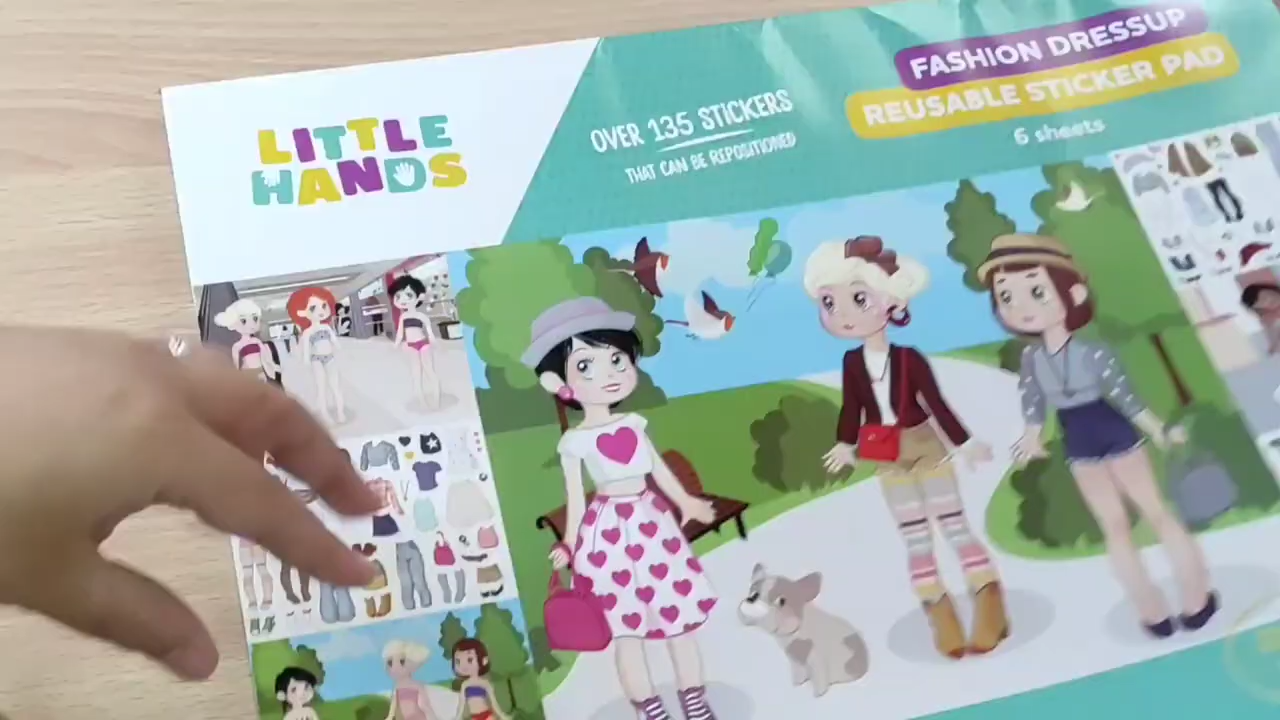 LITTLE
HANDS
OVER 135 STICKERS
THAT CAN BE REPOSITIONED
FASHION DRESSUP
REUSABLE STICKER PAD
6 sheets